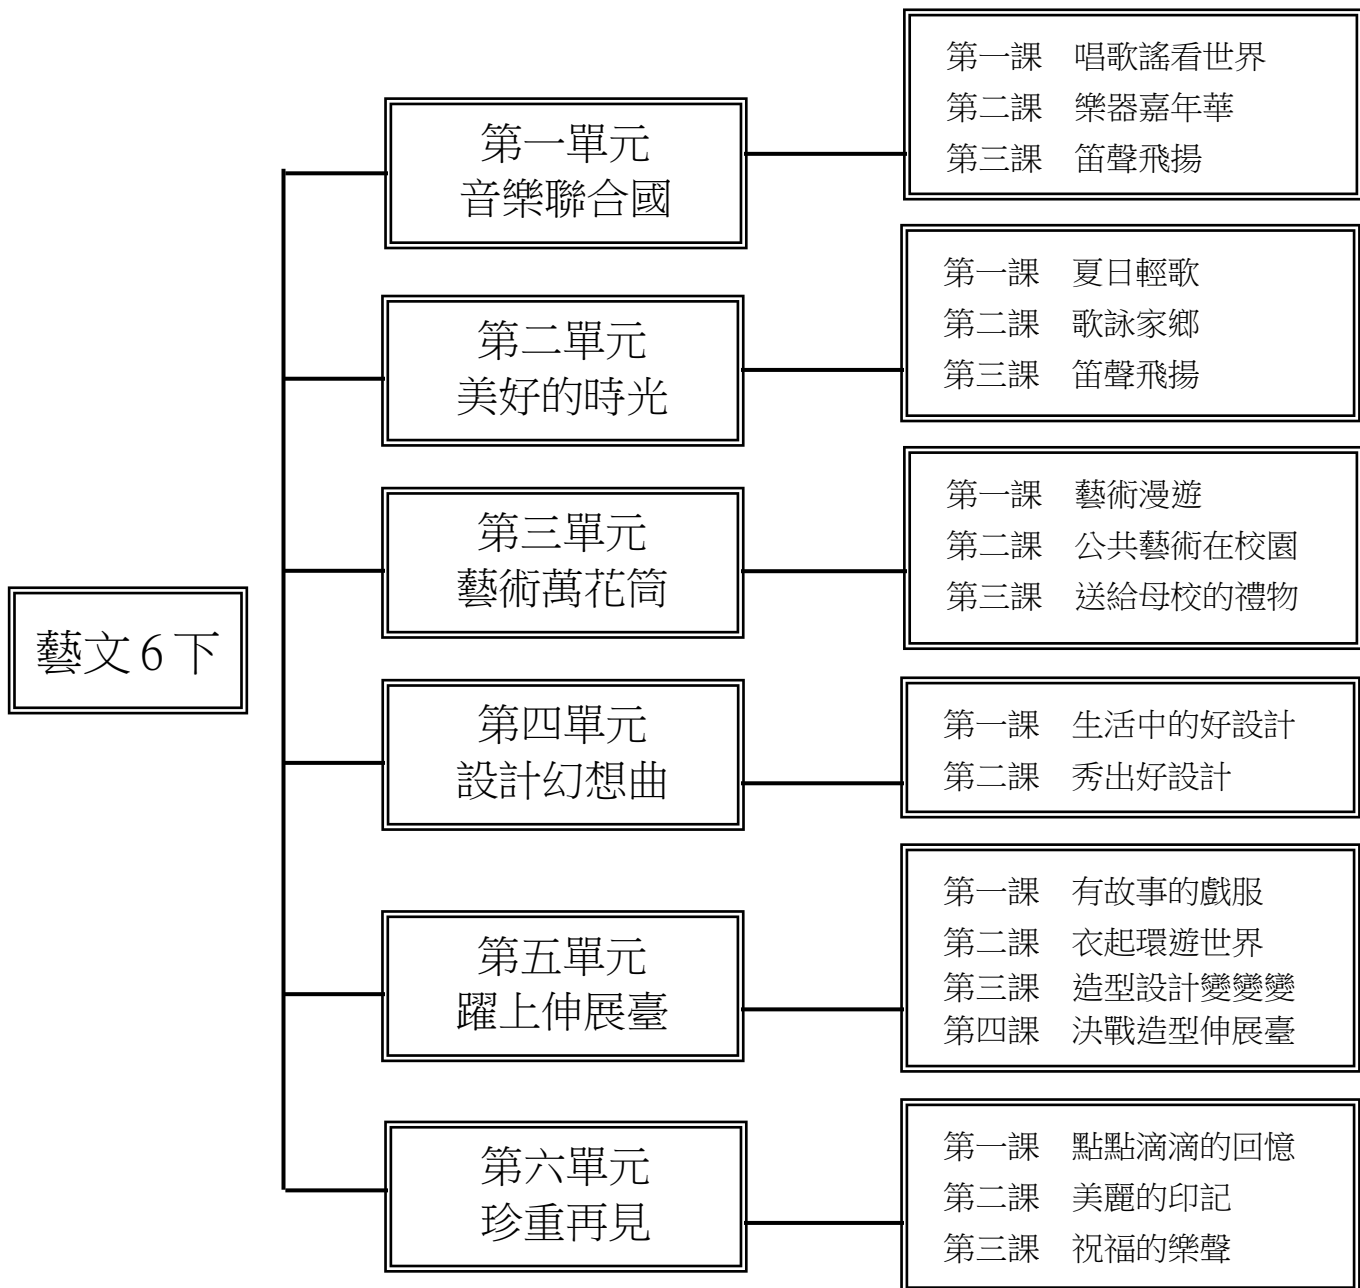 藝文6下
第一單元
音樂聯合國
第一課 唱歌謠看世界
第二課 樂器嘉年華
第三課 笛聲飛揚
第二單元
美好的時光
第一課 夏日輕歌
第二課 歌詠家鄉
第三課 笛聲飛揚
第三單元
藝術萬花筒
第一課 藝術漫遊
第二課 公共藝術在校園
第三課 送給母校的禮物
第四單元
設計幻想曲
第一課 生活中的好設計
第二課 秀出好設計
第五單元
躍上伸展臺
第一課 有故事的戲服
第二課 衣起環遊世界
第三課 造型設計變變變
第四課 決戰造型伸展臺
第六單元
珍重再見
第一課 點點滴滴的回憶
第二課 美麗的印記
第三課 祝福的樂聲